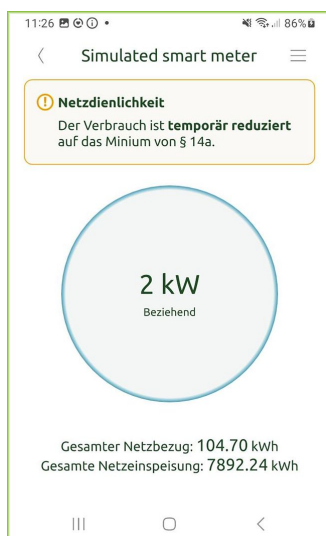 11:26
86%
Simulated smart meter
Netzdienlichkeit
Der Verbrauch ist temporär reduziert
auf das Minium von § 14a.
2 kW
Beziehend
Gesamter Netzbezug: 104.70 kWh
Gesamte Netzeinspeisung: 7892.24 kWh